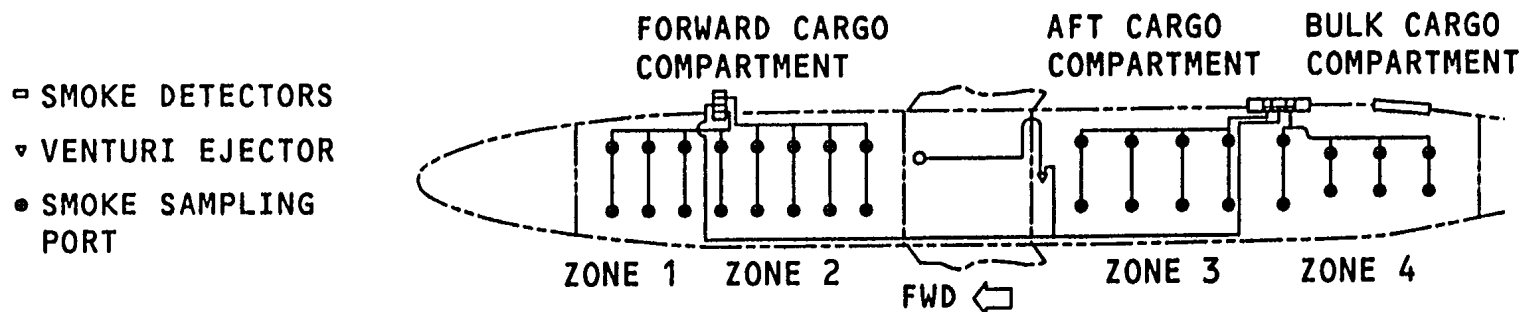 FORWARD CARGO
COMPARTMENT
AFT CARGO
COMPARTMENT
BULK CARGO
COMPARTMENT
SMOKE DETECTORS
VENTURI EJECTOR
SMOKE SAMPLING
PORT
ZONE 1
ZONE 2
ZONE 3
ZONE 4
FWD